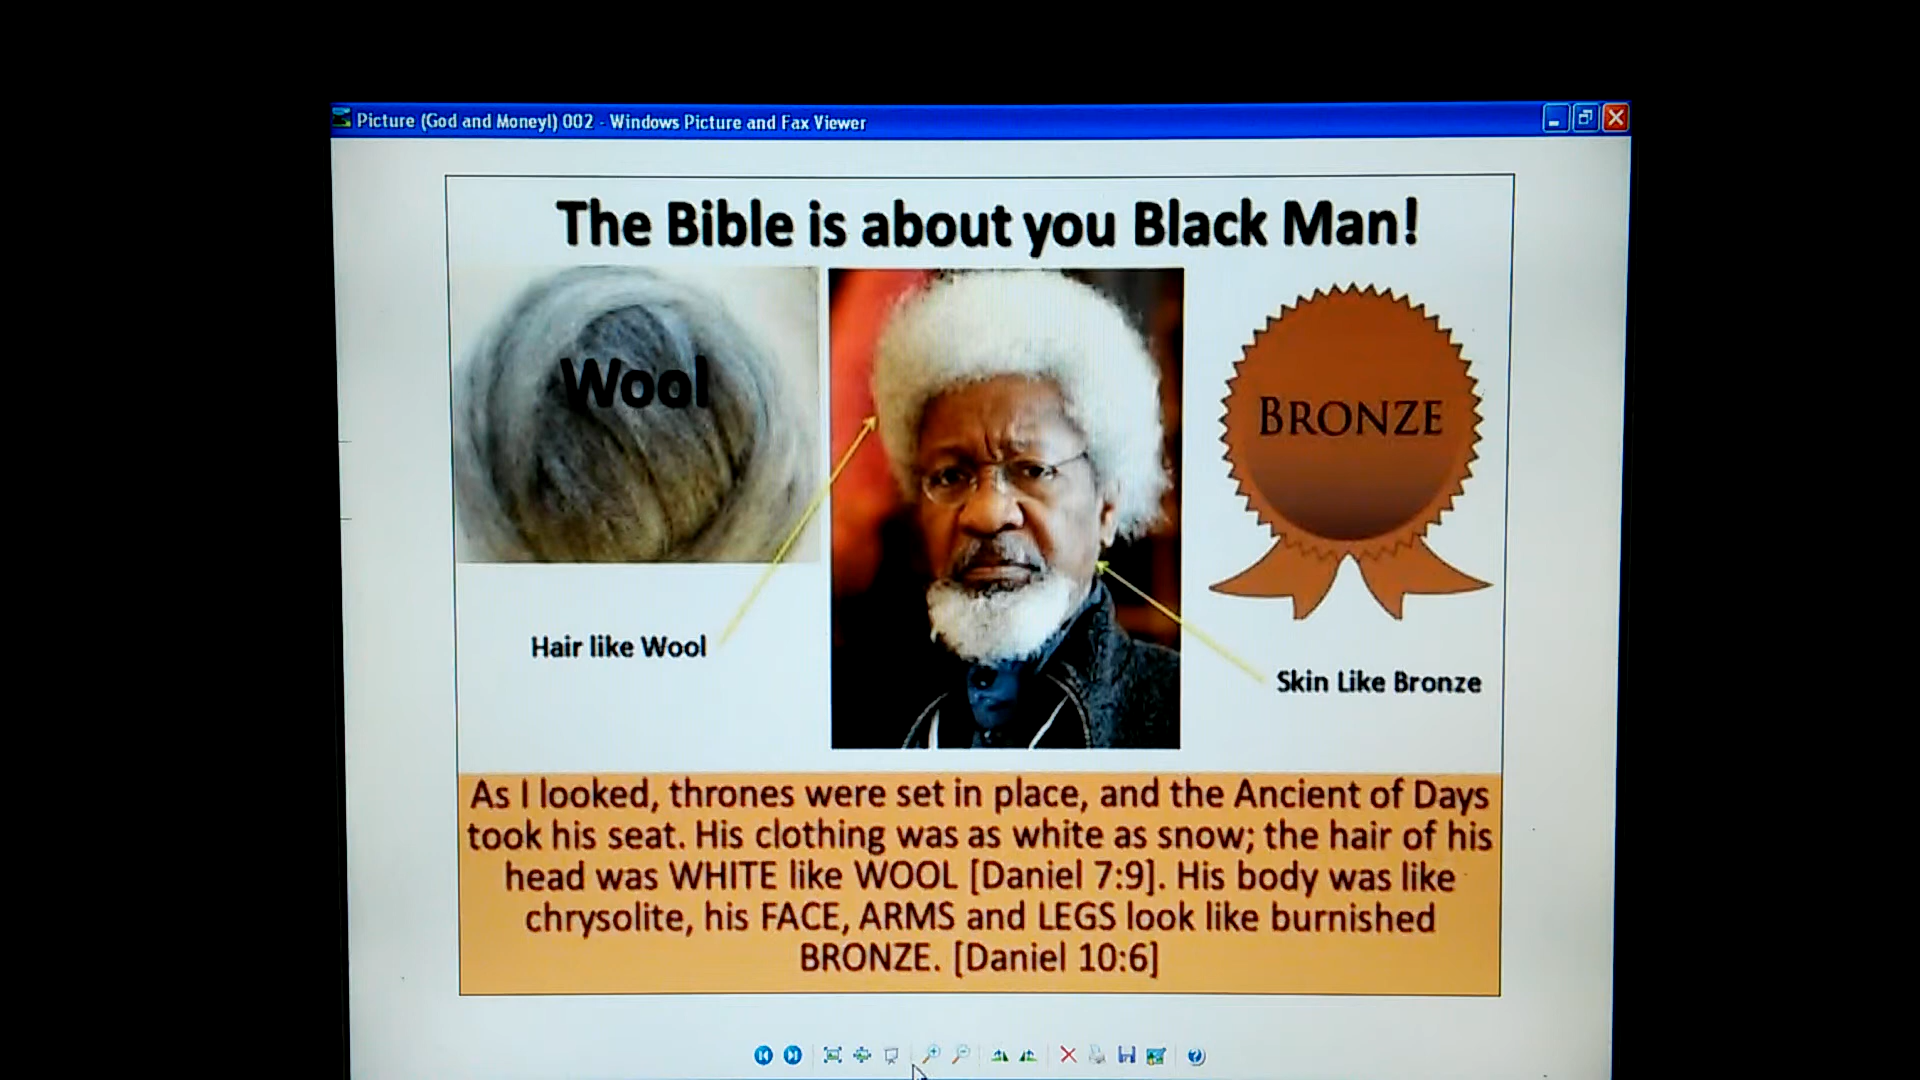 Picture (God and Moneyl) 002 - Windows Picture and Fax Viewer
The Bible is about you Black Man!
Wool
BRONZE
Hair like Wool
Skin Like Bronze
As I looked, thrones were set in place, and the Ancient of Days
took his seat. His clothing was as white as snow; the hair of his
head was WHITE like WOOL [Daniel 7:9]. His body was like
chrysolite, his FACE, ARMS and LEGS look like burnished
BRONZE. [Daniel 10:6]